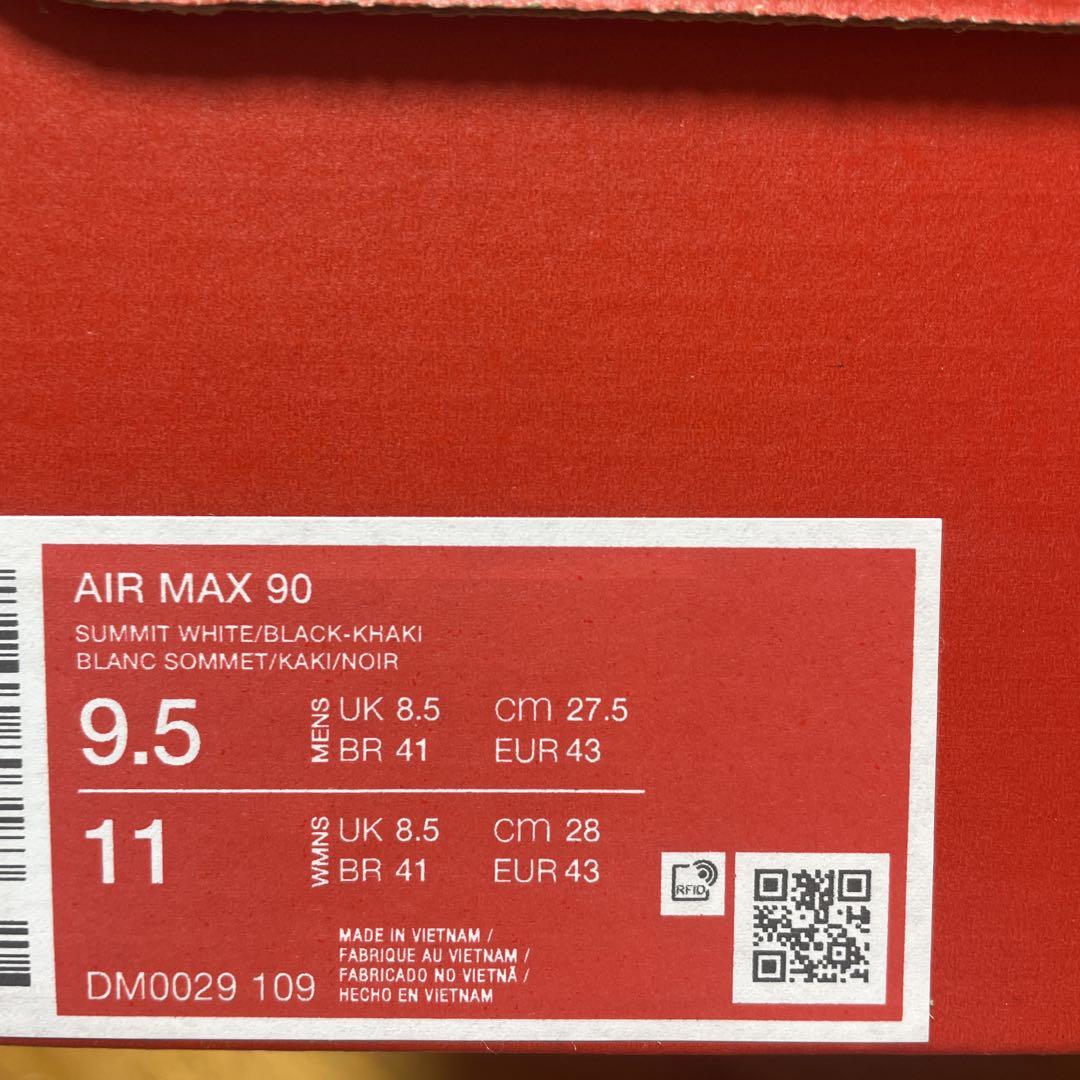 AIR MAX 90
SUMMIT WHITE/BLACK-KHAKI
BLANC SOMMET/KAKI/NOIR
9.5 MENS UK 8.5 cm 27.5
BR 41 EUR 43
11 WMNS UK 8.5 cm 28
BR 41 EUR 43
RFID
MADE IN VIETNAM /
FABRIQUE AU VIETNAM /
FABRICADO NO VIETNÃ /
HECHO EN VIETNAM
DM0029 109